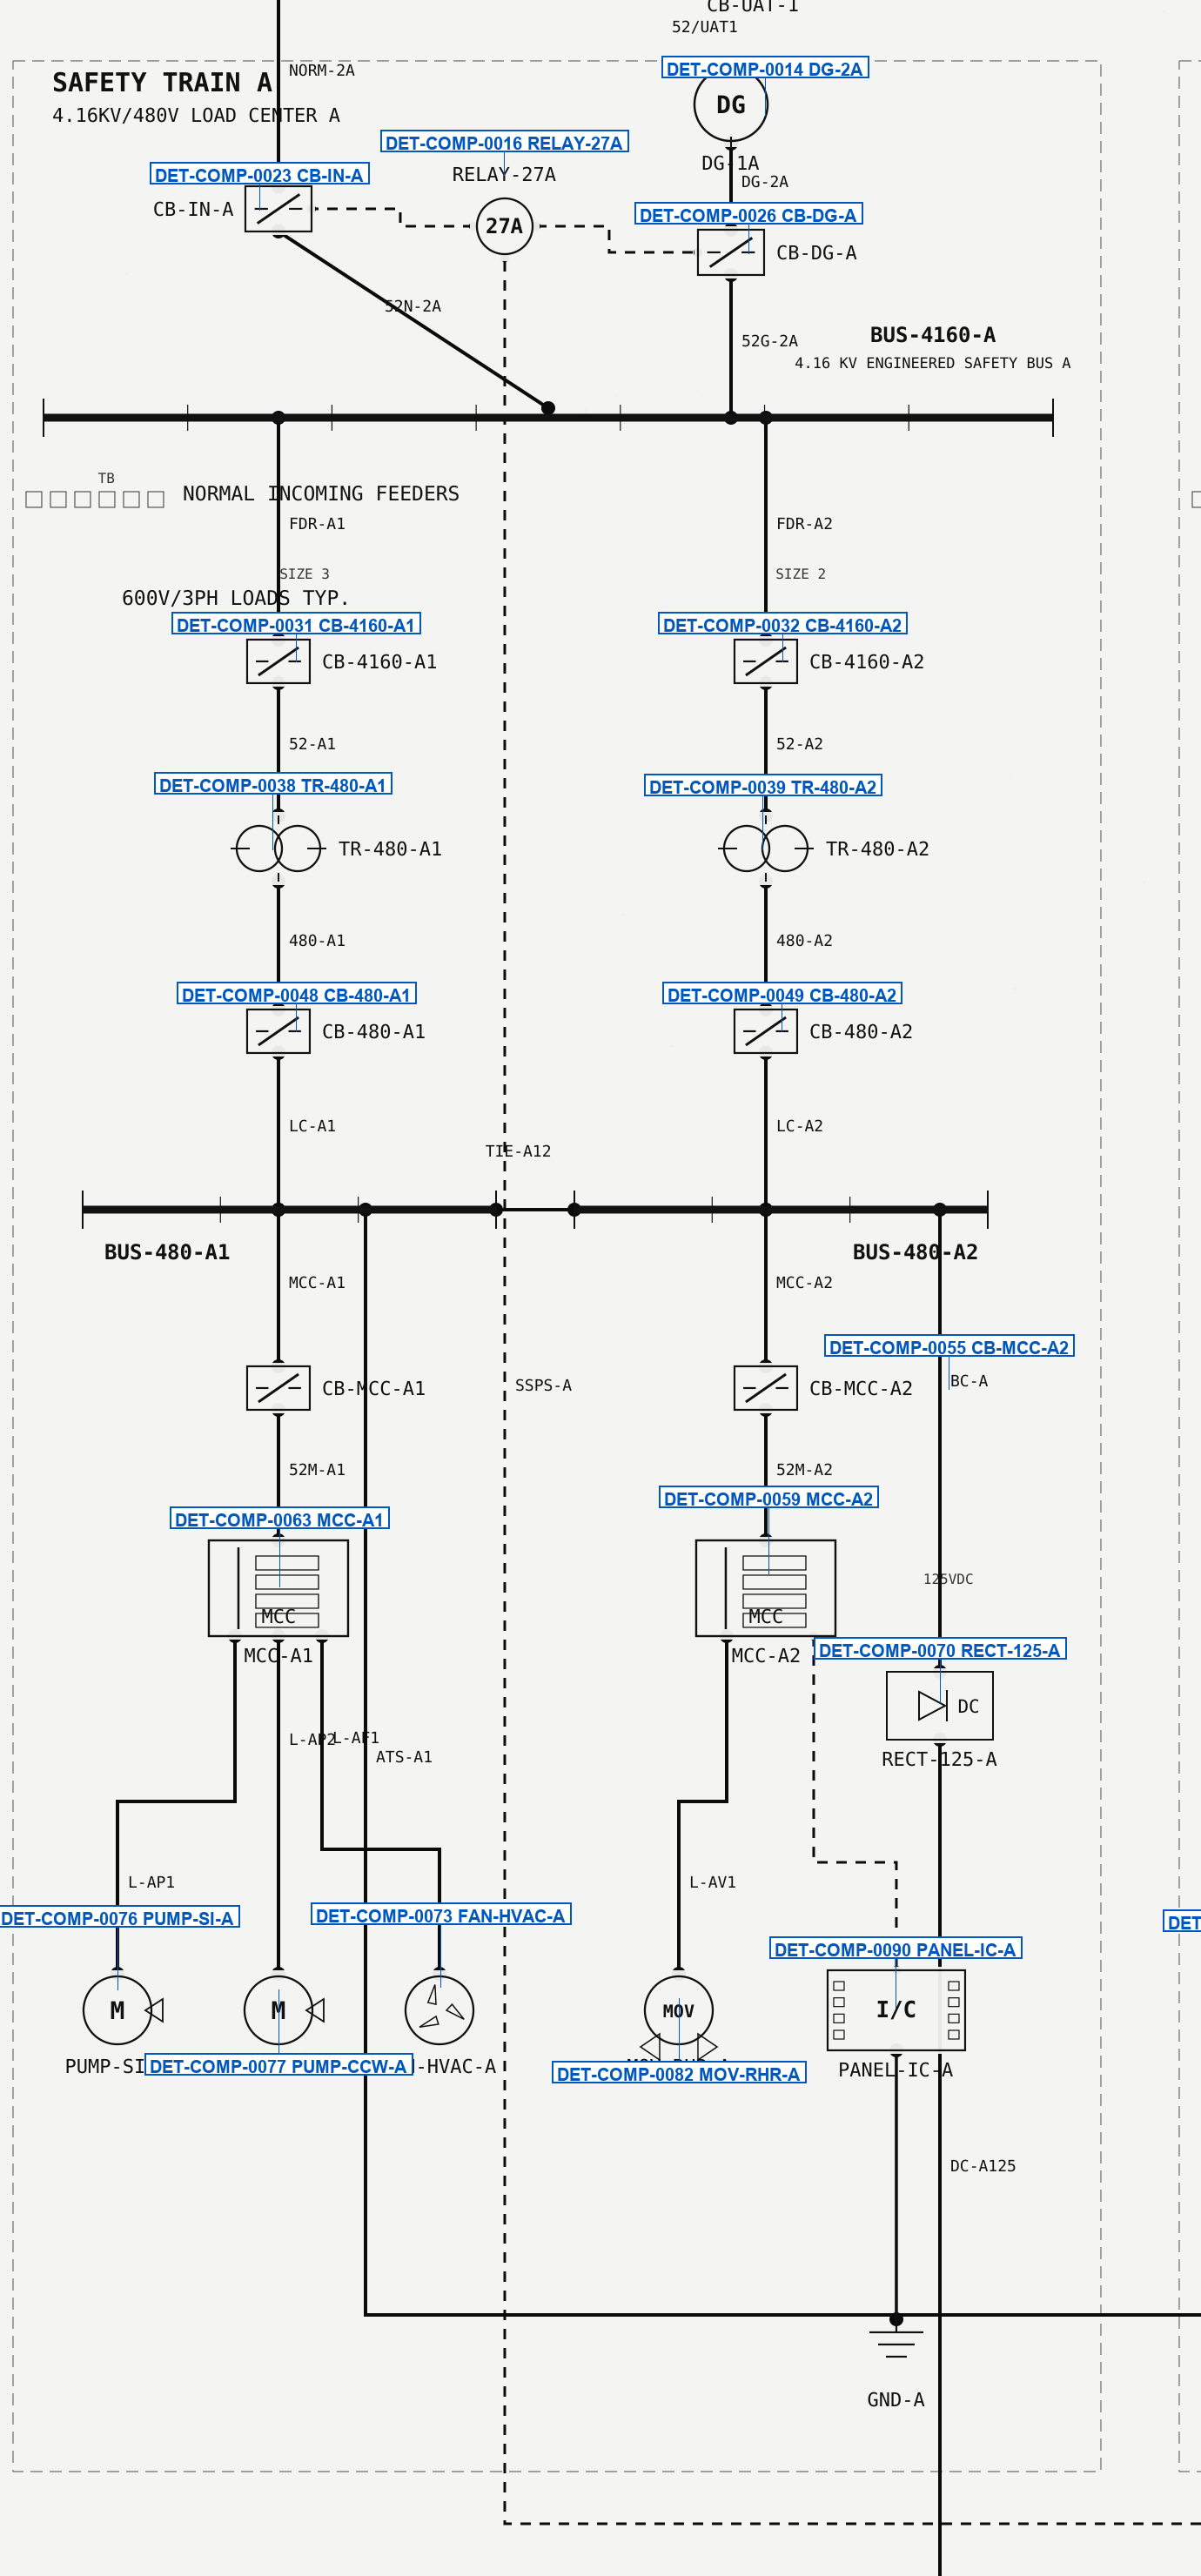 CB-UAT-1
52/UAT1
SAFETY TRAIN A
NORM-2A
4.16KV/480V LOAD CENTER A
DET-COMP-0014 DG-2A
DG
DG-1A
DG-2A
DET-COMP-0016 RELAY-27A
RELAY-27A
27A
DET-COMP-0023 CB-IN-A
CB-IN-A
DET-COMP-0026 CB-DG-A
CB-DG-A
52N-2A
52G-2A
BUS-4160-A
4.16 KV ENGINEERED SAFETY BUS A
TB
NORMAL INCOMING FEEDERS
FDR-A1
FDR-A2
SIZE 3
SIZE 2
600V/3PH LOADS TYP.
DET-COMP-0031 CB-4160-A1
DET-COMP-0032 CB-4160-A2
CB-4160-A1
CB-4160-A2
52-A1
52-A2
DET-COMP-0038 TR-480-A1
DET-COMP-0039 TR-480-A2
TR-480-A1
TR-480-A2
480-A1
480-A2
DET-COMP-0048 CB-480-A1
DET-COMP-0049 CB-480-A2
CB-480-A1
CB-480-A2
LC-A1
LC-A2
TIE-A12
BUS-480-A1
BUS-480-A2
MCC-A1
MCC-A2
DET-COMP-0055 CB-MCC-A2
CB-MCC-A1
SSPS-A
CB-MCC-A2
BC-A
52M-A1
52M-A2
DET-COMP-0063 MCC-A1
DET-COMP-0059 MCC-A2
125VDC
MCC
MCC
MCC-A1
MCC-A2
DET-COMP-0070 RECT-125-A
DC
RECT-125-A
L-AP2
L-AF1
ATS-A1
L-AP1
L-AV1
DET-COMP-0076 PUMP-SI-A
DET-COMP-0073 FAN-HVAC-A
DET
DET-COMP-0090 PANEL-IC-A
M
M
MOV
I/C
PUMP-SI
DET-COMP-0077 PUMP-CCW-A
-HVAC-A
DET-COMP-0082 MOV-RHR-A
PANEL-IC-A
DC-A125
GND-A